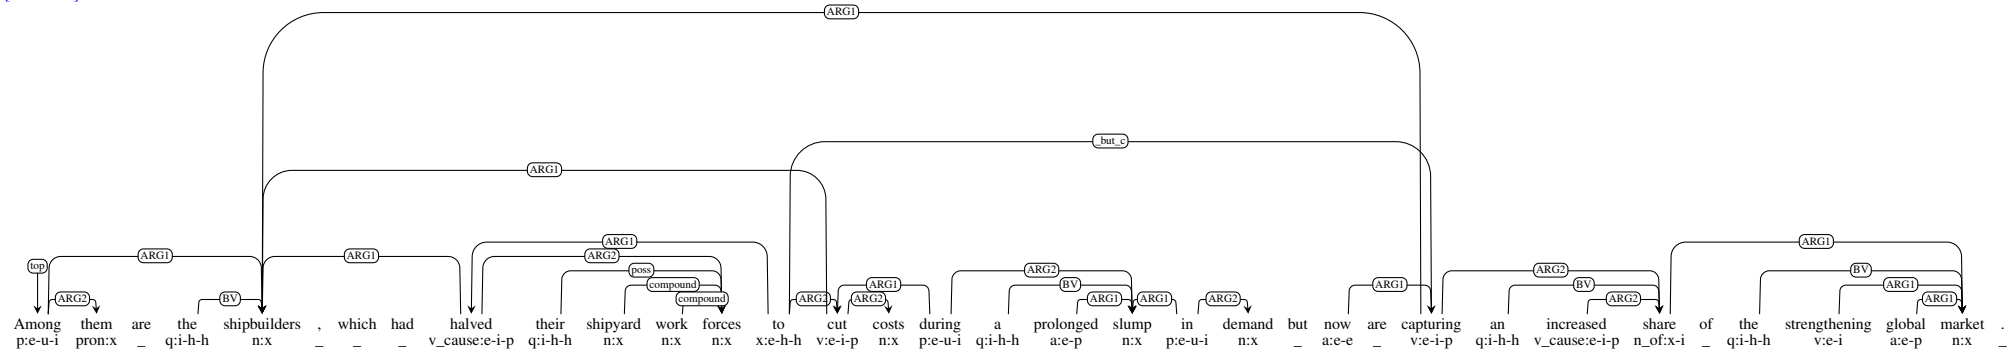 ARG1
_but_c
ARG1
ARG1 ARG1
top ARG1 ARG1 ARG2
poss ARG2 ARG2 BV
compound ARG1 BV ARG1 BV ARG1
ARG2 BV compound ARG2 ARG2 ARG1 ARG1 ARG2 ARG2 ARG1
Among them are the shipbuilders , which had halved their shipyard work forces to cut costs during a prolonged slump in demand but now are capturing an increased share of the strengthening global market .
p:e-u-i pron:x _ q:i-h-h n:x _ _ _ v_cause:e-i-p q:i-h-h n:x n:x n:x x:e-h-h v:e-i-p n:x p:e-u-i q:i-h-h a:e-p n:x p:e-u-i n:x _ a:e-e _ v:e-i-p q:i-h-h v_cause:e-i-p n_of:x-i _ q:i-h-h v:e-i a:e-p n:x _